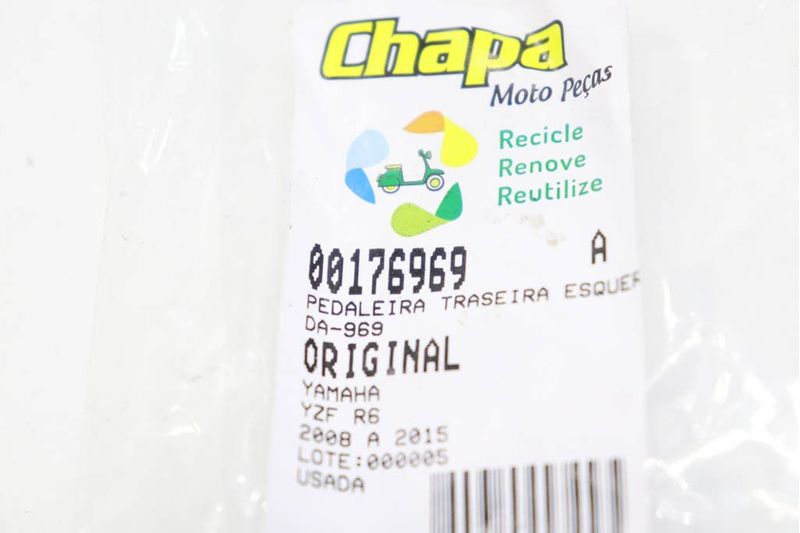 Chapa
Moto Peças
Recicle
Renove
Reutilize
00176969 A
PEDALEIRA TRASEIRA ESQUER
DA-969
ORIGINAL
YAMAHA
YZF R6
2008 A 2015
LOTE:000005
USADA